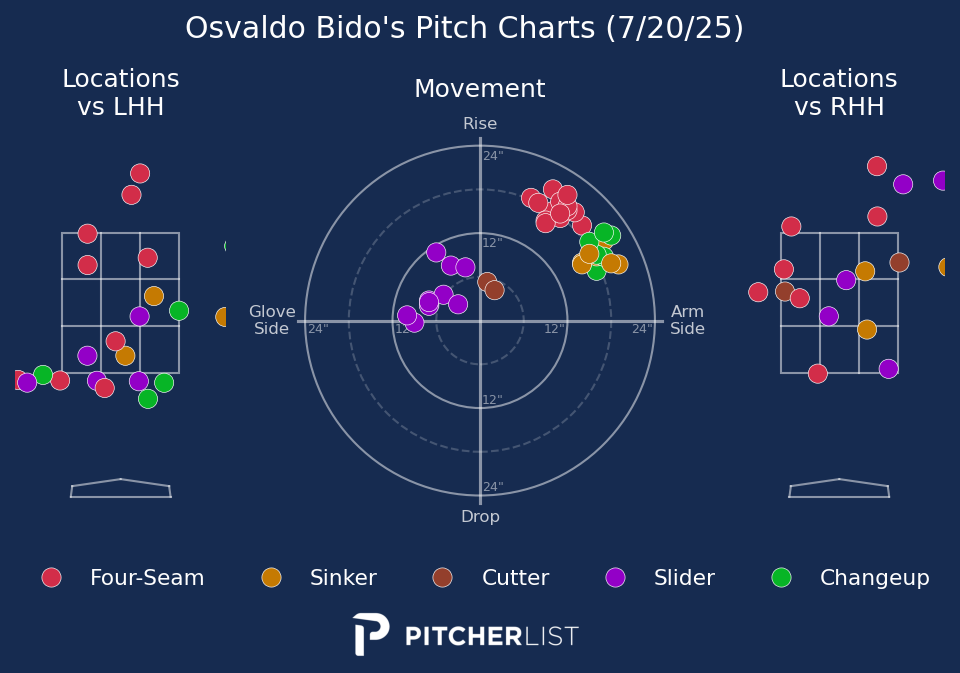 Osvaldo Bido's Pitch Charts (7/20/25)
Locations
vs LHH
Movement
Locations
vs RHH
Rise
24"
12"
Glove
Side
24"
12"
12"
24"
Arm
Side
12"
24"
Drop
Four-Seam
Sinker
Cutter
Slider
Changeup
PITCHERLIST